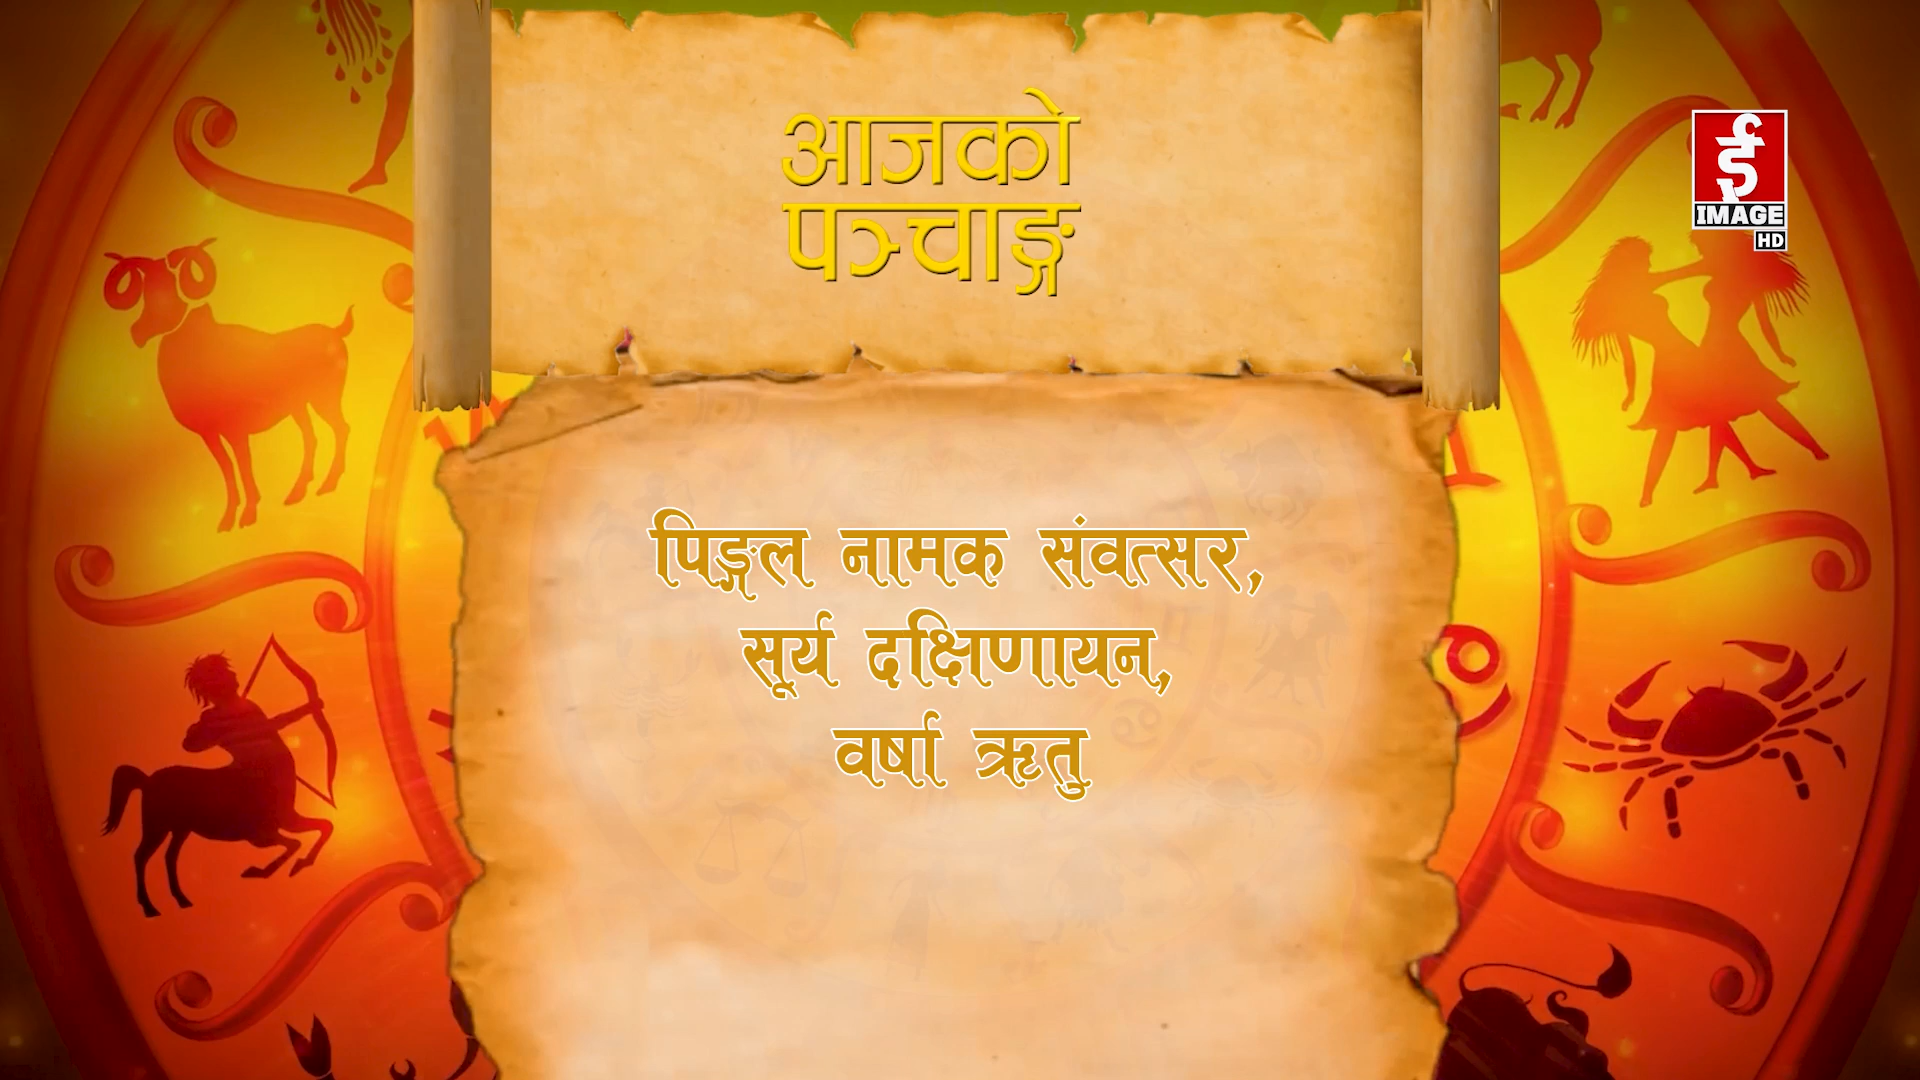 आजको
पञ्चाङ्ग
ई
IMAGE
HD
पिङ्गल नामक संवत्सर,
सूर्य दक्षिणायन,
वर्षा ऋतु